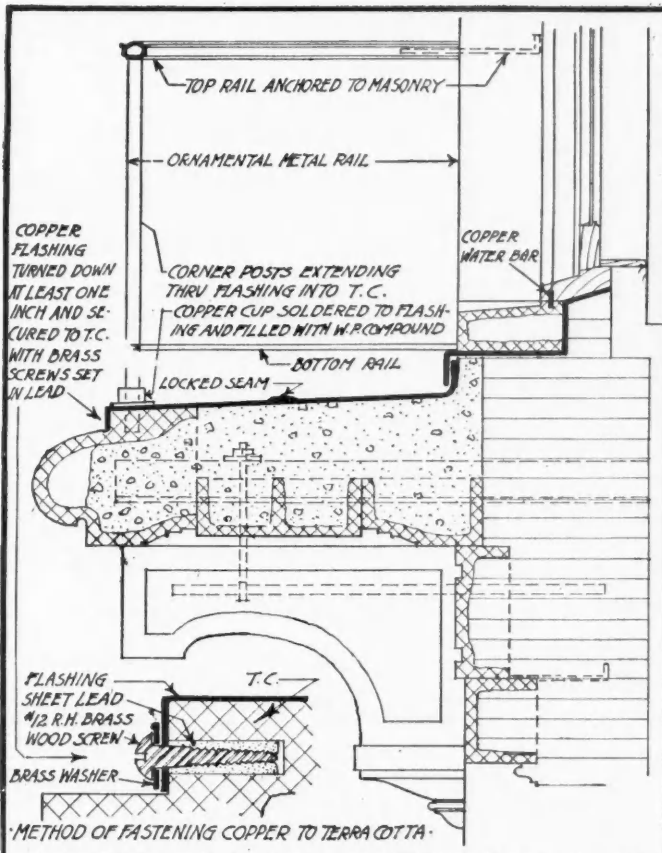 TOP RAIL ANCHORED TO MASONRY
ORNAMENTAL METAL RAIL
COPPER
FLASHING
TURNED DOWN
AT LEAST ONE
INCH AND SE-
CURED TO T.C.
WITH BRASS
SCREWS SET
IN LEAD
COPPER
WATER BAR
CORNER POSTS EXTENDING
THRU FLASHING INTO T.C.
COPPER CUP SOLDERED TO FLASH-
ING AND FILLED WITH W.P. COMPOUND
BOTTOM RAIL
LOCKED SEAM
FLASHING
SHEET LEAD
#12 R.H. BRASS
WOOD SCREW
BRASS WASHER
T.C.
·METHOD OF FASTENING COPPER TO TERRA COTTA·